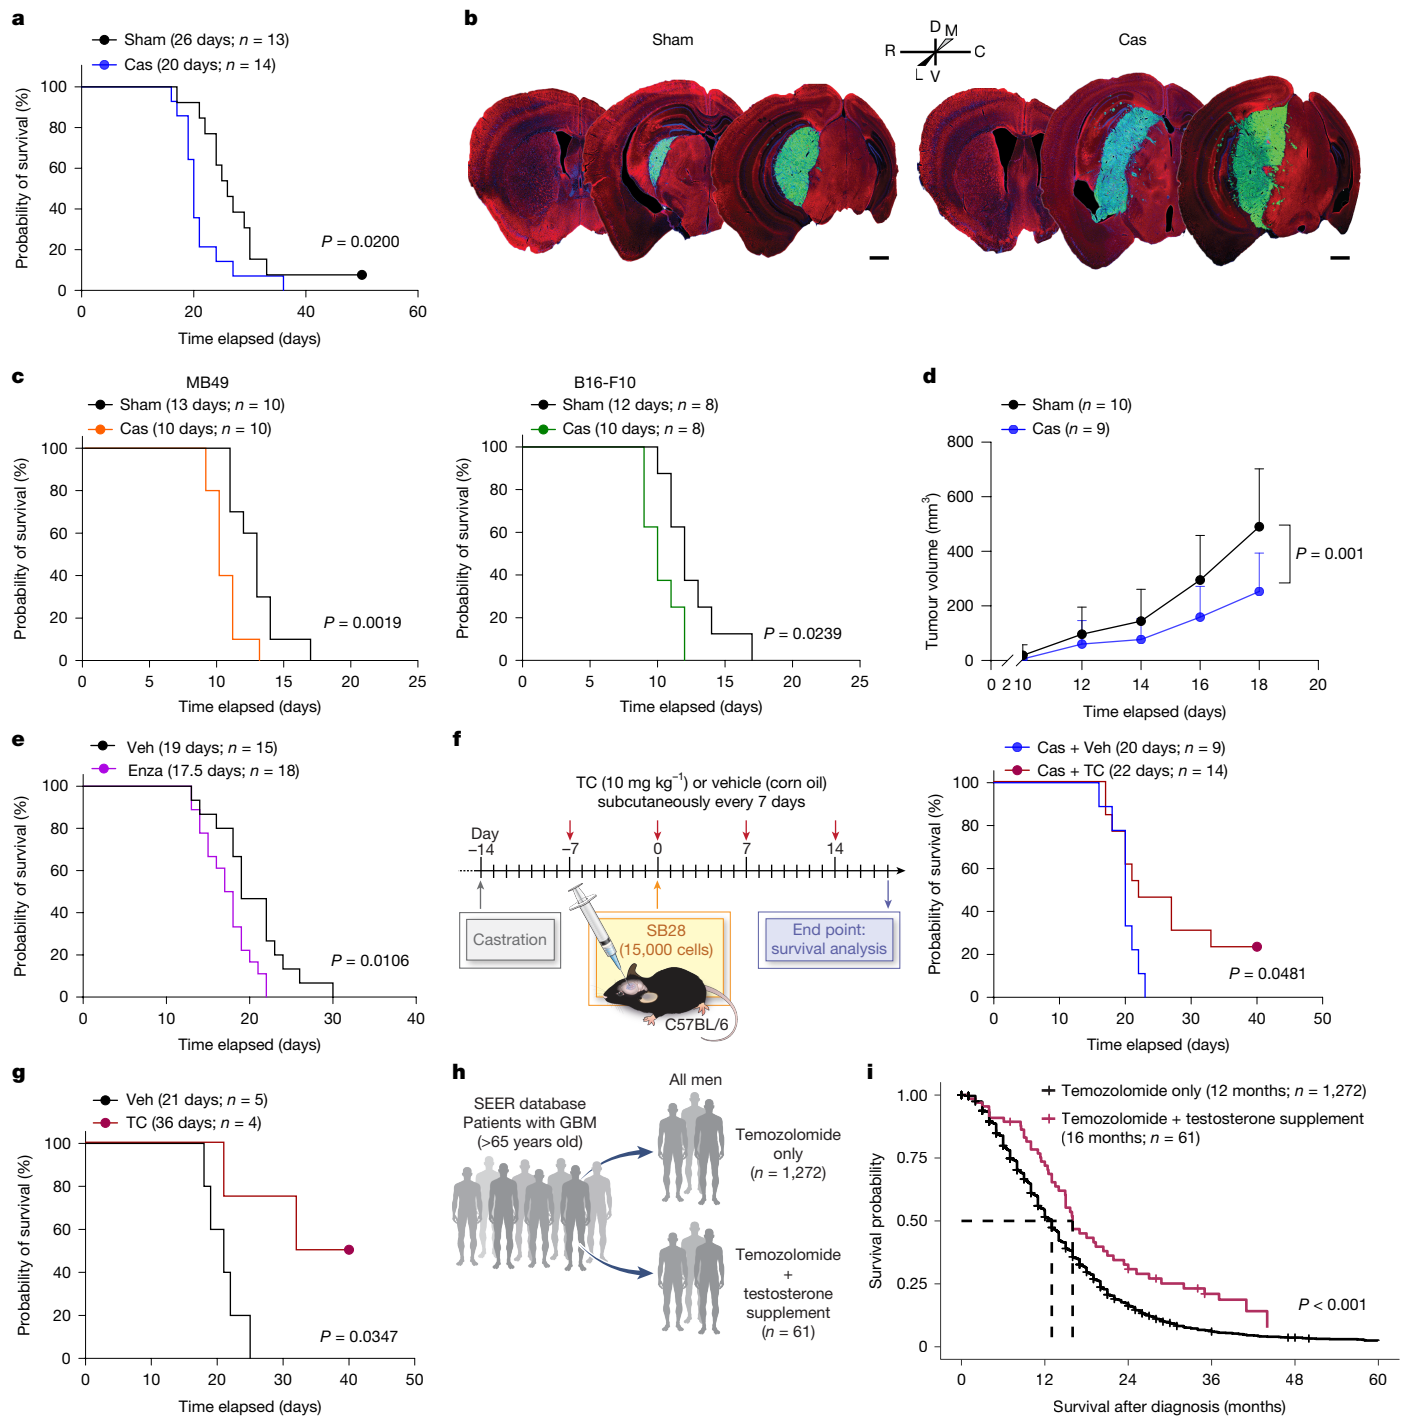 a
Sham (26 days; n = 13)
Cas (20 days; n = 14)
Probability of survival (%)
100
80
60
40
20
0
P = 0.0200
0 20 40 60
Time elapsed (days)
b
Sham
D M
R C
L V
Cas
c
MB49
Sham (13 days; n = 10)
Cas (10 days; n = 10)
Probability of survival (%)
100
80
60
40
20
0
P = 0.0019
0 5 10 15 20 25
Time elapsed (days)
B16-F10
Sham (12 days; n = 8)
Cas (10 days; n = 8)
Probability of survival (%)
100
80
60
40
20
0
P = 0.0239
0 5 10 15 20 25
Time elapsed (days)
d
Sham (n = 10)
Cas (n = 9)
Tumour volume (mm³)
800
600
400
200
0
P = 0.001
0 2 10 12 14 16 18 20
Time elapsed (days)
e
Veh (19 days; n = 15)
Enza (17.5 days; n = 18)
Probability of survival (%)
100
80
60
40
20
0
P = 0.0106
0 10 20 30 40
Time elapsed (days)
f
TC (10 mg kg⁻¹) or vehicle (corn oil)
subcutaneously every 7 days
Day
–14 –7 0 7 14
Castration
SB28
(15,000 cells)
End point:
survival analysis
C57BL/6
Cas + Veh (20 days; n = 9)
Cas + TC (22 days; n = 14)
Probability of survival (%)
100
80
60
40
20
0
P = 0.0481
0 10 20 30 40 50
Time elapsed (days)
g
Veh (21 days; n = 5)
TC (36 days; n = 4)
Probability of survival (%)
100
80
60
40
20
0
P = 0.0347
0 10 20 30 40 50
Time elapsed (days)
h
SEER database
Patients with GBM
(>65 years old)
All men
Temozolomide
only
(n = 1,272)
Temozolomide
+
testosterone
supplement
(n = 61)
i
Temozolomide only (12 months; n = 1,272)
Temozolomide + testosterone supplement
(16 months; n = 61)
Survival probability
1.00
0.75
0.50
0.25
0
P < 0.001
0 12 24 36 48 60
Survival after diagnosis (months)